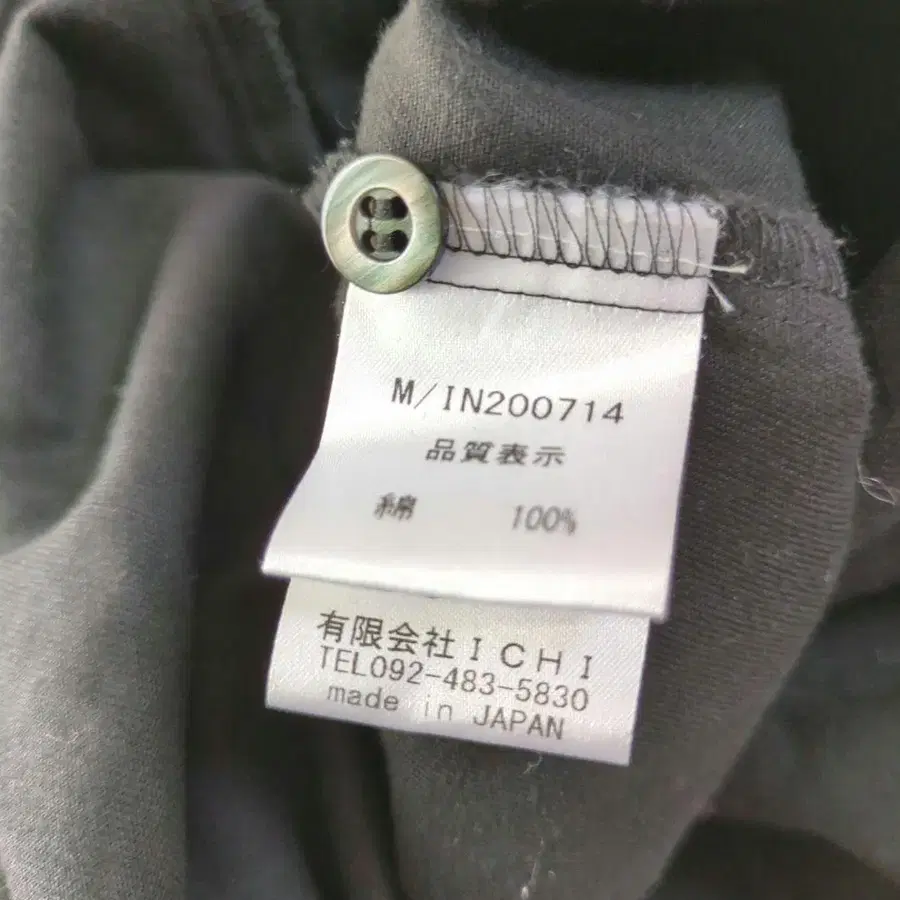 M/IN200714
品質表示
綿 100%
有限会社ICHI
TEL092-483-5830
made in JAPAN